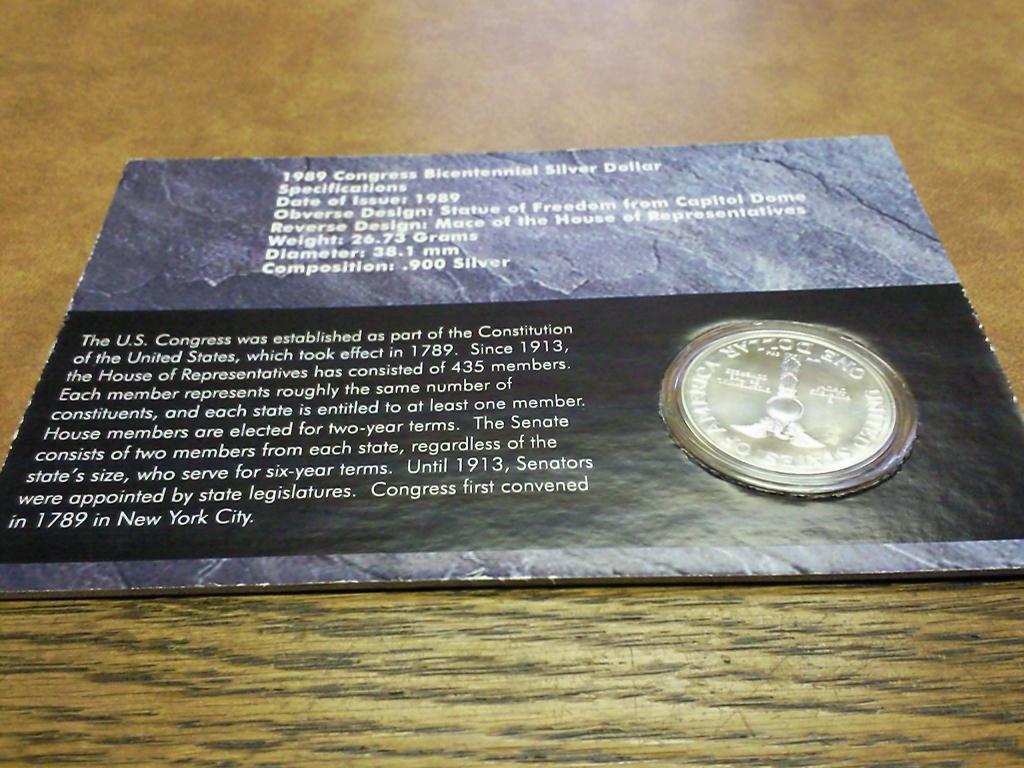 1989 Congress Bicentennial Silver Dollar
Specifications
Date of Issue: 1989
Obverse Design: Statue of Freedom from Capitol Dome
Reverse Design: Mace of the House of Representatives
Weight: 26.73 Grams
Diameter: 38.1 mm
Composition: .900 Silver
The U.S. Congress was established as part of the Constitution
of the United States, which took effect in 1789. Since 1913,
the House of Representatives has consisted of 435 members.
Each member represents roughly the same number of
constituents, and each state is entitled to at least one member.
House members are elected for two-year terms. The Senate
consists of two members from each state, regardless of the
state's size, who serve for six-year terms. Until 1913, Senators
were appointed by state legislatures. Congress first convened
in 1789 in New York City.
UNITED STATES OF AMERICA
ONE DOLLAR